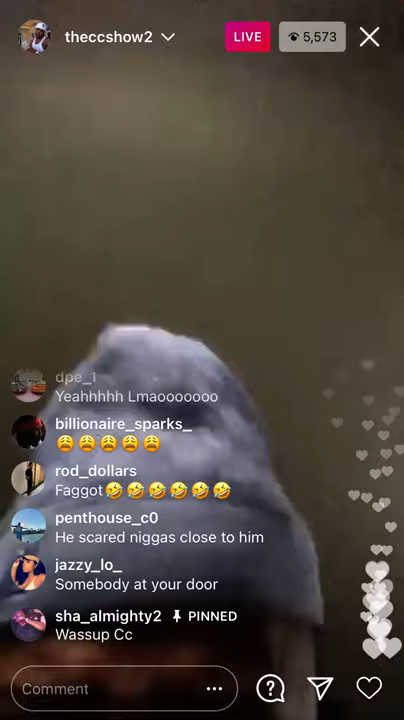 theccshow2
LIVE
5,573
dpe_1
Yeahhhhh Lmaooooooo
billionaire_sparks_
😩😩😩😩😩
rod_dollars
Faggot🤣🤣🤣🤣🤣🤣
penthouse_c0
He scared niggas close to him
jazzy_lo_
Somebody at your door
sha_almighty2 PINNED
Wassup Cc
Comment